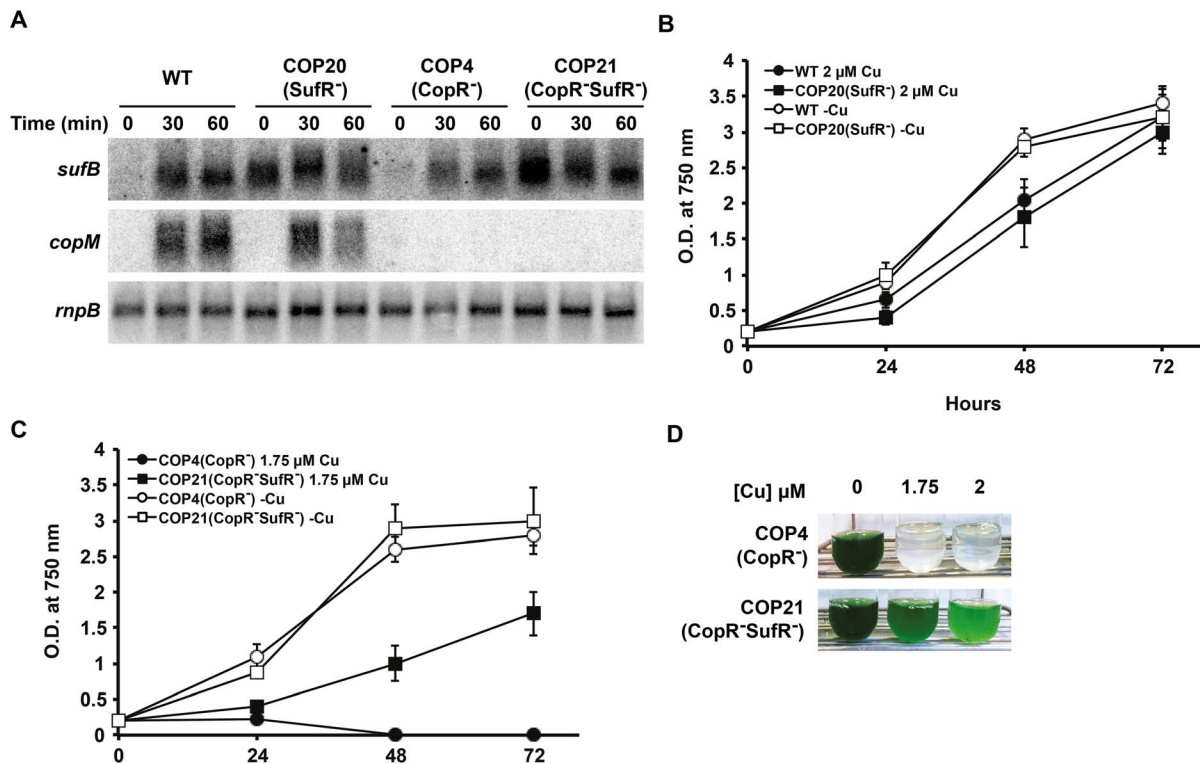 A
WT
COP20
(SufR⁻)
COP4
(CopR⁻)
COP21
(CopR⁻SufR⁻)
Time (min) 0 30 60 0 30 60 0 30 60 0 30 60
sufB
copM
rnpB
B
4
3.5
3
2.5
2
1.5
1
0.5
0
O.D. at 750 nm
WT 2 µM Cu
COP20(SufR⁻) 2 µM Cu
WT -Cu
COP20(SufR⁻) -Cu
0 24 48 72
Hours
C
4
3.5
3
2.5
2
1.5
1
0.5
0
O.D. at 750 nm
COP4(CopR⁻) 1.75 µM Cu
COP21(CopR⁻SufR⁻) 1.75 µM Cu
COP4(CopR⁻) -Cu
COP21(CopR⁻SufR⁻) -Cu
0 24 48 72
D
[Cu] µM 0 1.75 2
COP4
(CopR⁻)
COP21
(CopR⁻SufR⁻)